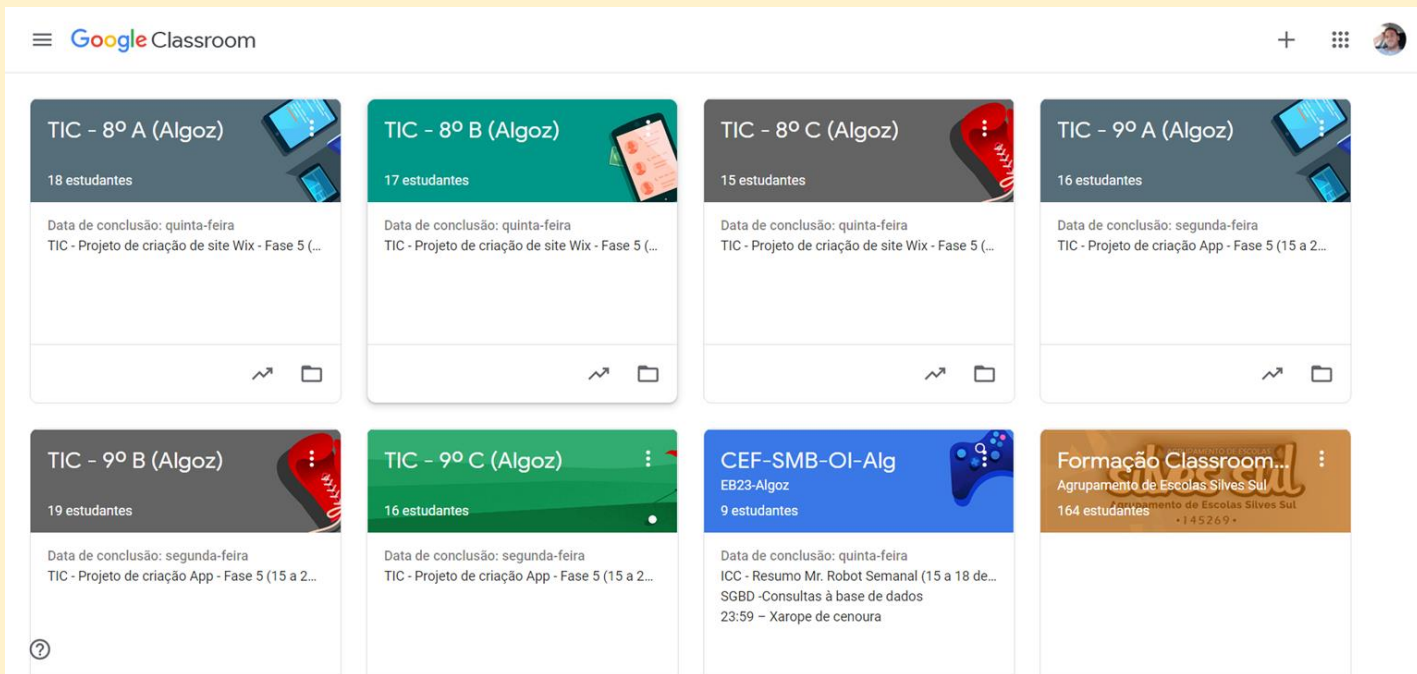 Google Classroom
TIC - 8º A (Algoz)
18 estudantes
Data de conclusão: quinta-feira
TIC - Projeto de criação de site Wix - Fase 5 (...
TIC - 8º B (Algoz)
17 estudantes
Data de conclusão: quinta-feira
TIC - Projeto de criação de site Wix - Fase 5 (...
TIC - 8º C (Algoz)
15 estudantes
Data de conclusão: quinta-feira
TIC - Projeto de criação de site Wix - Fase 5 (...
TIC - 9º A (Algoz)
16 estudantes
Data de conclusão: segunda-feira
TIC - Projeto de criação App - Fase 5 (15 a 2...
TIC - 9º B (Algoz)
19 estudantes
Data de conclusão: segunda-feira
TIC - Projeto de criação App - Fase 5 (15 a 2...
TIC - 9º C (Algoz)
16 estudantes
Data de conclusão: segunda-feira
TIC - Projeto de criação App - Fase 5 (15 a 2...
CEF-SMB-OI-Alg
EB23-Algoz
9 estudantes
Data de conclusão: quinta-feira
ICC - Resumo Mr. Robot Semanal (15 a 18 de...
SGBD -Consultas à base de dados
23:59 – Xarope de cenoura
Formação Classroom...
Agrupamento de Escolas Silves Sul
164 estudantes
silves sul
Agrupamento de Escolas Silves Sul
•145269•